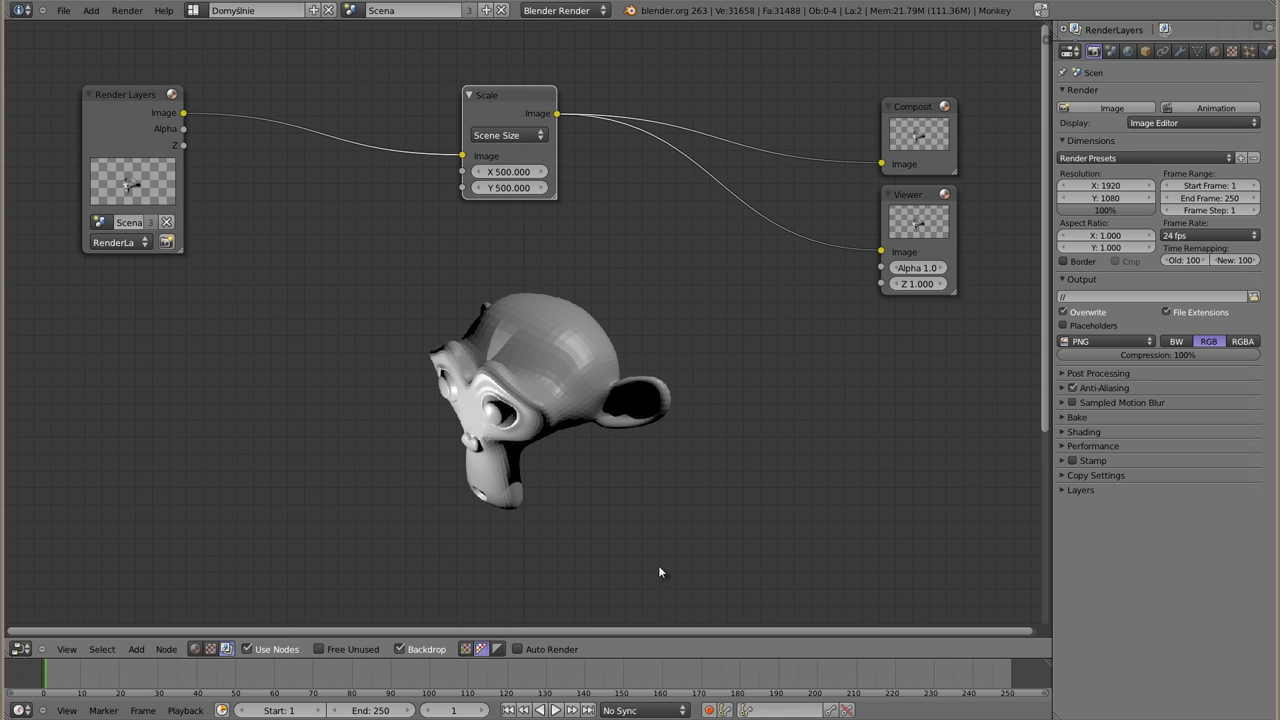 File Add Render Help Domyślnie Scena 3 Blender Render blender.org 263 | Ve:31658 | Fa:31488 | Ob:0-4 | La:2 | Mem:21.79M (111.36M) | Monkey
RenderLayers
Scen
Render
Image Animation
Display: Image Editor
Dimensions
Render Presets
Resolution: Frame Range:
X: 1920 Start Frame: 1
Y: 1080 End Frame: 250
100% Frame Step: 1
Aspect Ratio: Frame Rate:
X: 1.000 24 fps
Y: 1.000 Time Remapping:
Border Crop Old: 100 New: 100
Output
//
Overwrite File Extensions
Placeholders
PNG BW RGB RGBA
Compression: 100%
Post Processing
Anti-Aliasing
Sampled Motion Blur
Bake
Shading
Performance
Stamp
Copy Settings
Layers
Render Layers
Image
Alpha
Z
Scena 3
RenderLa
Scale
Image
Scene Size
Image
X 500.000
Y 500.000
Composit
Image
Viewer
Image
Alpha 1.0
Z 1.000
View Select Add Node Use Nodes Free Unused Backdrop Auto Render
0 10 20 30 40 50 60 70 80 90 100 110 120 130 140 150 160 170 180 190 200 210 220 230 240 250
View Marker Frame Playback Start: 1 End: 250 1 No Sync